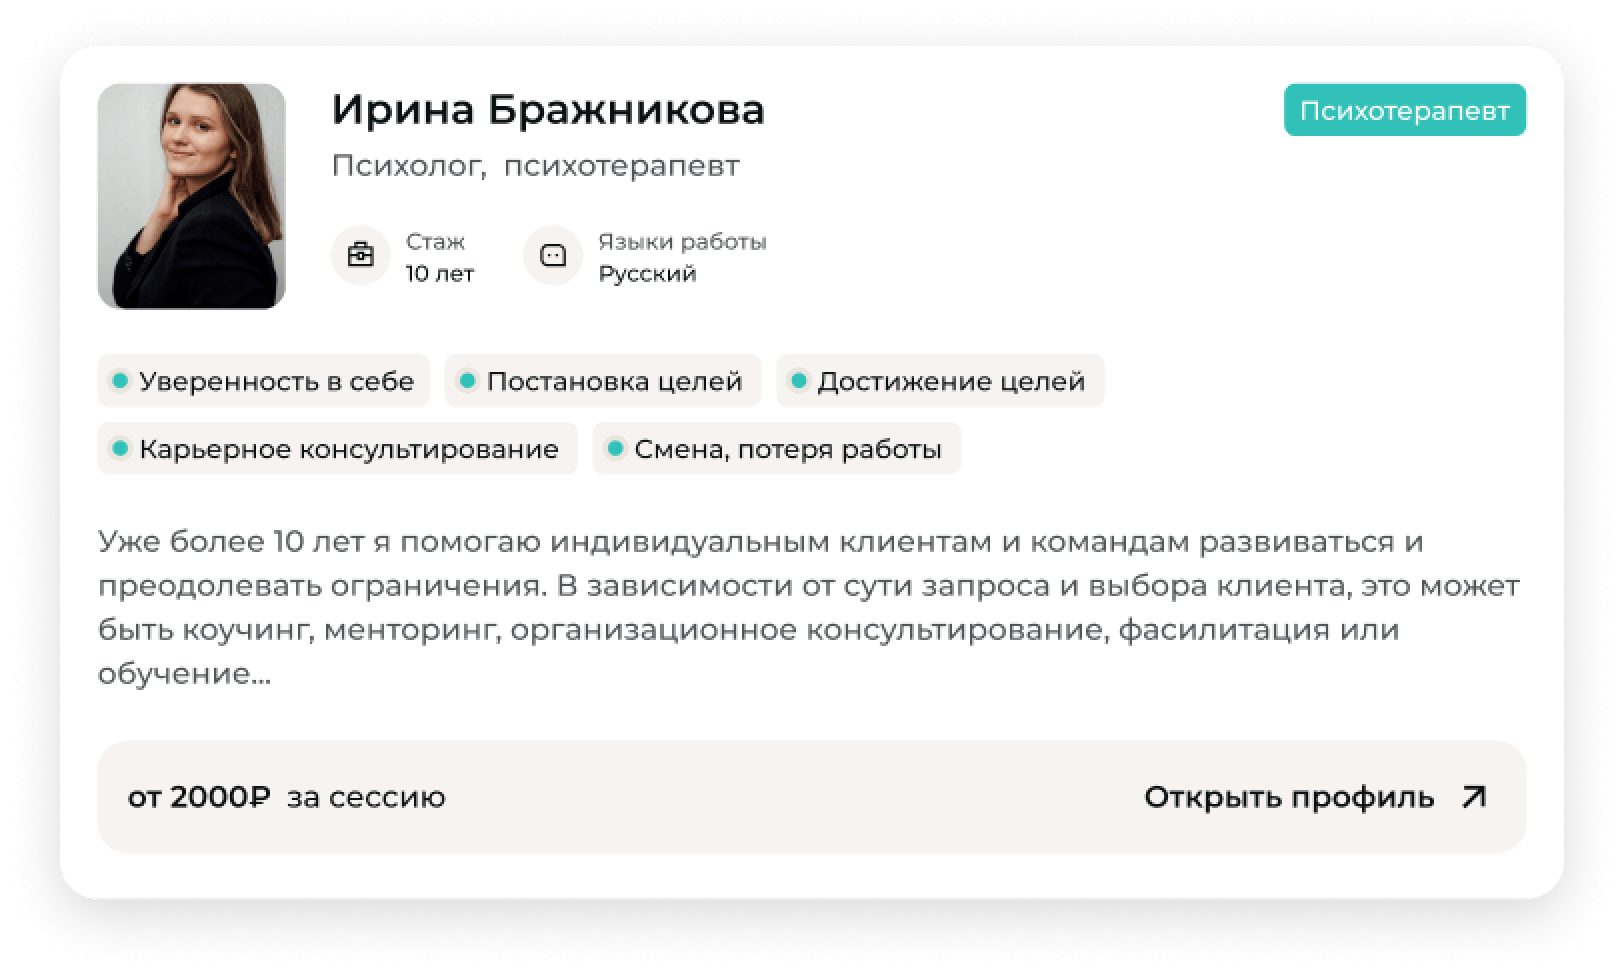 Ирина Бражникова
Психотерапевт
Психолог, психотерапевт
Стаж
10 лет
Языки работы
Русский
Уверенность в себе
Постановка целей
Достижение целей
Карьерное консультирование
Смена, потеря работы
Уже более 10 лет я помогаю индивидуальным клиентам и командам развиваться и
преодолевать ограничения. В зависимости от сути запроса и выбора клиента, это может
быть коучинг, менторинг, организационное консультирование, фасилитация или
обучение...
от 2000₽ за сессию
Открыть профиль